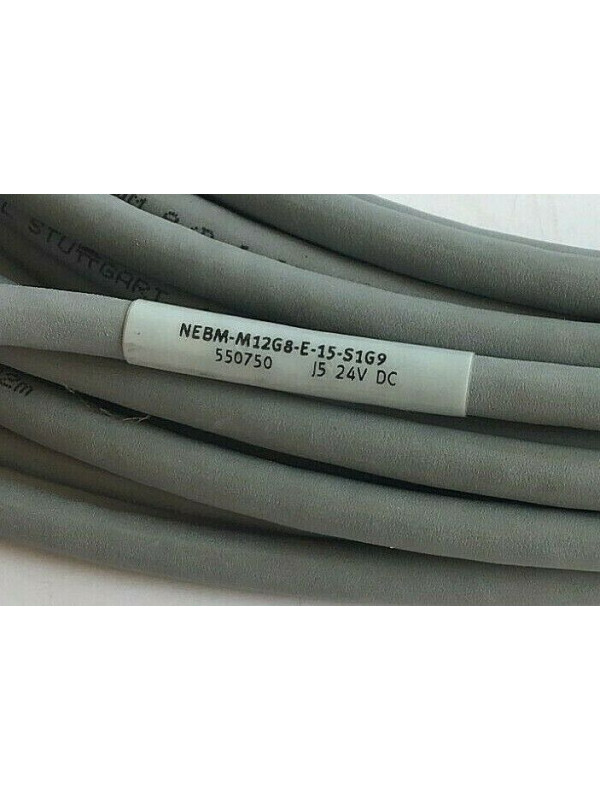 NEBM-M12G8-E-15-S1G9
550750 J5 24V DC
STUTTGART